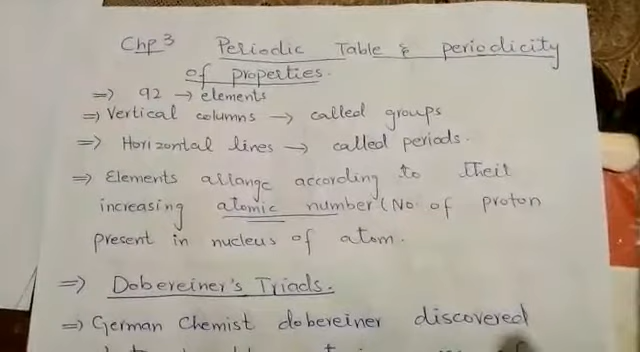 Chp 3 Periodic Table & periodicity
of properties.
=> 92 → elements
=> Vertical columns → called groups
=> Horizontal lines → called periods.
=> Elements arrange according to their
increasing atomic number (No. of proton
present in nucleus of atom.
=> Dobereiner's Triads.
=> German Chemist dobereiner discovered